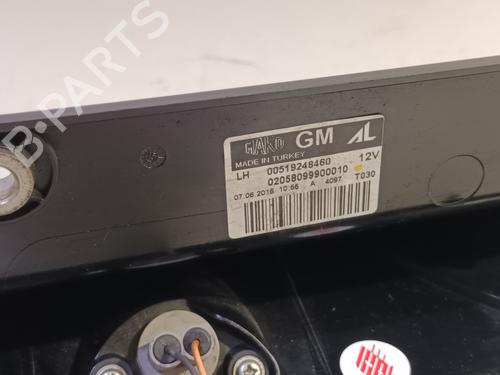 B-PARTS
GM AL
MADE IN TURKEY
LH 00519248460 12V
02058099900010
07.06.2016 10:55 A 4097 T030